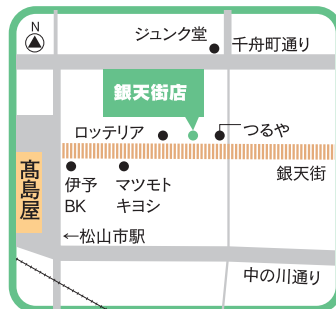 N
ジュンク堂
千舟町通り
銀天街店
ロッテリア
つるや
銀天街
髙島屋
伊予
BK
マツモト
キヨシ
←松山市駅
中の川通り